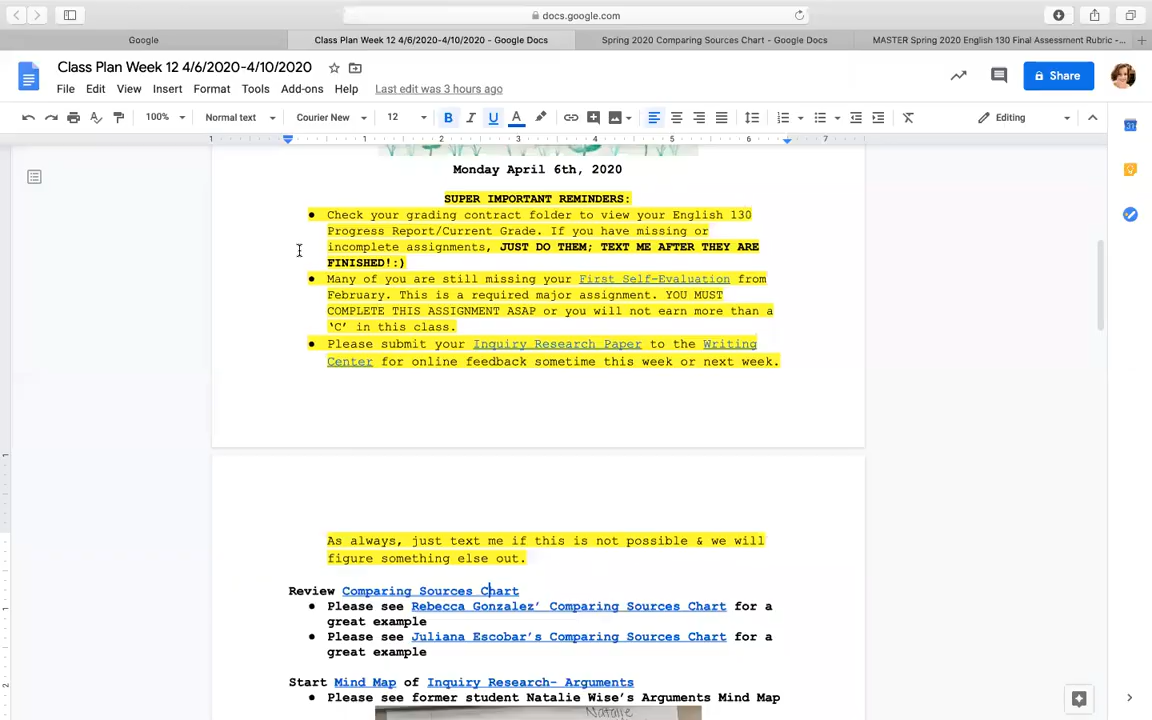 docs.google.com
Google
Class Plan Week 12 4/6/2020-4/10/2020 - Google Docs
Spring 2020 Comparing Sources Chart - Google Docs
MASTER Spring 2020 English 130 Final Assessment Rubric -...
Class Plan Week 12 4/6/2020-4/10/2020
File Edit View Insert Format Tools Add-ons Help Last edit was 3 hours ago
Share
100% Normal text Courier New 12 B I U A Editing
1 1 2 3 4 5 6 7
Monday April 6th, 2020
SUPER IMPORTANT REMINDERS:
● Check your grading contract folder to view your English 130
Progress Report/Current Grade. If you have missing or
incomplete assignments, JUST DO THEM; TEXT ME AFTER THEY ARE
FINISHED!:)
● Many of you are still missing your First Self-Evaluation from
February. This is a required major assignment. YOU MUST
COMPLETE THIS ASSIGNMENT ASAP or you will not earn more than a
‘C’ in this class.
● Please submit your Inquiry Research Paper to the Writing
Center for online feedback sometime this week or next week.
As always, just text me if this is not possible & we will
figure something else out.
Review Comparing Sources Chart
● Please see Rebecca Gonzalez’ Comparing Sources Chart for a
great example
● Please see Juliana Escobar’s Comparing Sources Chart for a
great example
Start Mind Map of Inquiry Research- Arguments
● Please see former student Natalie Wise’s Arguments Mind Map
Natalie